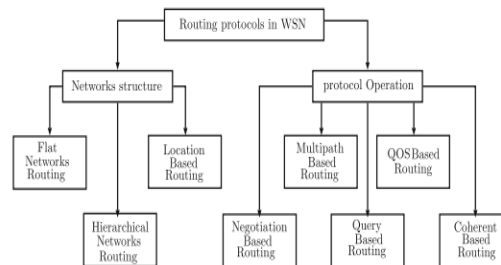 Routing protocols in WSN
Networks structure
protocol Operation
Flat
Networks
Routing
Location
Based
Routing
Multipath
Based
Routing
QOS Based
Routing
Hierarchical
Networks
Routing
Negotiation
Based Routing
Query
Based
Routing
Coherent
Based Routing